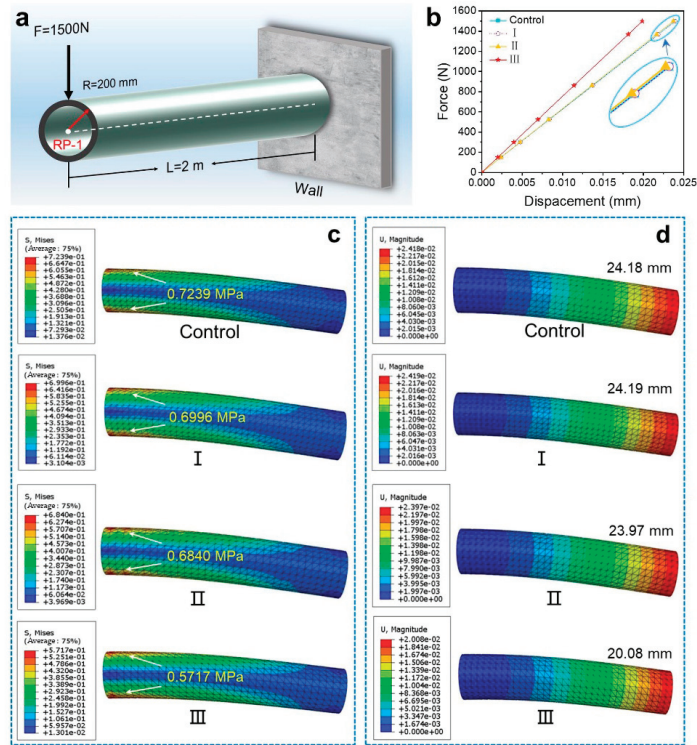 a
F=1500N
R=200 mm
RP-1
L=2 m
Wall
b
Force (N)
1600
1400
1200
1000
800
600
400
200
0
Control
I
II
III
0.000 0.005 0.010 0.015 0.020 0.025
Dispacement (mm)
c
S, Mises
(Average: 75%)
+7.239e-01
+6.647e-01
+6.055e-01
+5.463e-01
+4.872e-01
+4.280e-01
+3.688e-01
+3.096e-01
+2.505e-01
+1.913e-01
+1.321e-01
+7.293e-02
+1.376e-02
0.7239 MPa
Control
S, Mises
(Average: 75%)
+6.996e-01
+6.416e-01
+5.835e-01
+5.255e-01
+4.674e-01
+4.094e-01
+3.513e-01
+2.933e-01
+2.353e-01
+1.772e-01
+1.192e-01
+6.114e-02
+3.104e-03
0.6996 MPa
I
S, Mises
(Average: 75%)
+6.840e-01
+6.274e-01
+5.707e-01
+5.140e-01
+4.573e-01
+4.007e-01
+3.440e-01
+2.873e-01
+2.307e-01
+1.740e-01
+1.173e-01
+6.064e-02
+3.969e-03
0.6840 MPa
II
S, Mises
(Average: 75%)
+5.717e-01
+5.251e-01
+4.786e-01
+4.320e-01
+3.855e-01
+3.389e-01
+2.923e-01
+2.458e-01
+1.992e-01
+1.527e-01
+1.061e-01
+5.957e-02
+1.302e-02
0.5717 MPa
III
d
U, Magnitude
+2.418e-02
+2.217e-02
+2.015e-02
+1.814e-02
+1.612e-02
+1.411e-02
+1.209e-02
+1.008e-02
+8.060e-03
+6.045e-03
+4.030e-03
+2.015e-03
+0.000e+00
24.18 mm
Control
U, Magnitude
+2.419e-02
+2.217e-02
+2.016e-02
+1.814e-02
+1.613e-02
+1.411e-02
+1.209e-02
+1.008e-02
+8.063e-03
+6.047e-03
+4.031e-03
+2.016e-03
+0.000e+00
24.19 mm
I
U, Magnitude
+2.397e-02
+2.197e-02
+1.997e-02
+1.798e-02
+1.598e-02
+1.398e-02
+1.198e-02
+9.987e-03
+7.990e-03
+5.992e-03
+3.995e-03
+1.997e-03
+0.000e+00
23.97 mm
II
U, Magnitude
+2.008e-02
+1.841e-02
+1.674e-02
+1.506e-02
+1.339e-02
+1.172e-02
+1.004e-02
+8.368e-03
+6.695e-03
+5.021e-03
+3.347e-03
+1.674e-03
+0.000e+00
20.08 mm
III